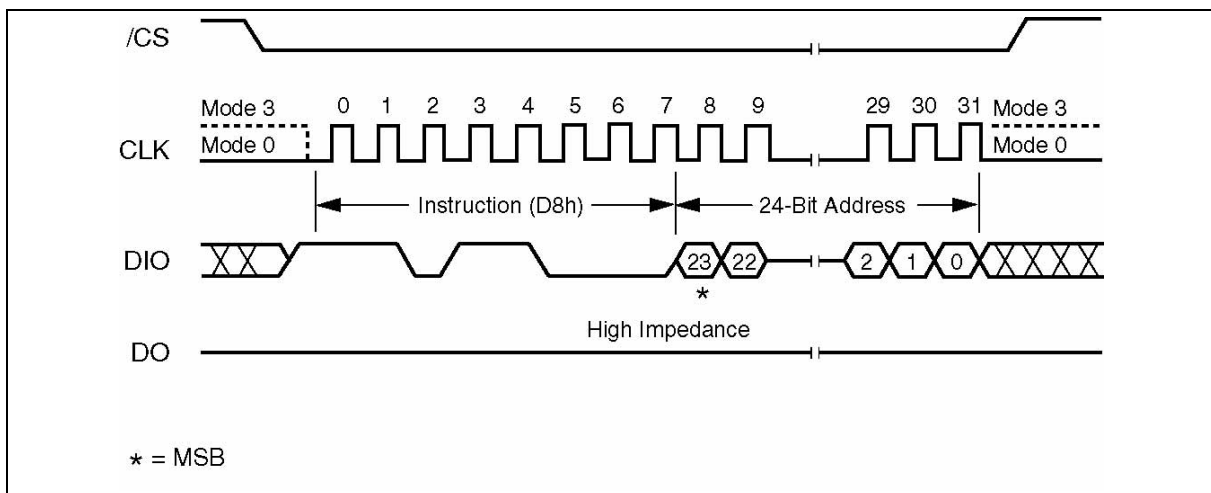 /CS
Mode 3
0 1 2 3 4 5 6 7 8 9 29 30 31
Mode 3
CLK
Mode 0
Mode 0
Instruction (D8h)
24-Bit Address
DIO
23 22 2 1 0
*
High Impedance
DO
* = MSB